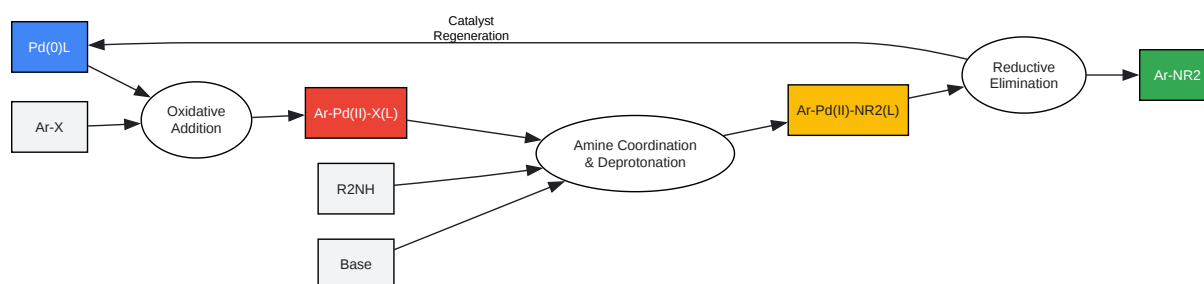 Catalyst
Regeneration
Pd(0)L
Ar-X
Oxidative
Addition
Ar-Pd(II)-X(L)
R2NH
Base
Amine Coordination
& Deprotonation
Ar-Pd(II)-NR2(L)
Reductive
Elimination
Ar-NR2